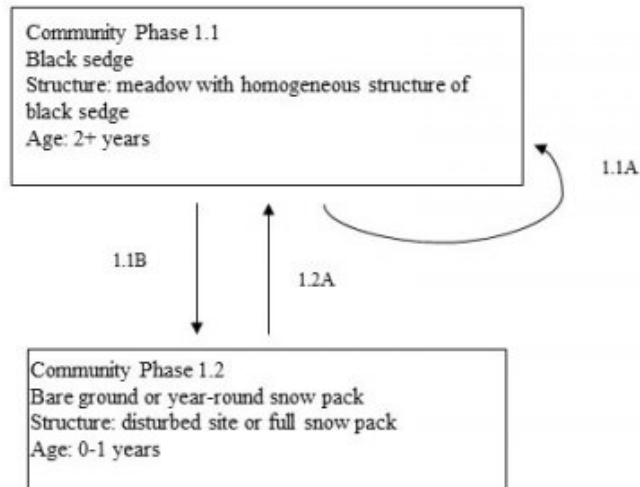 Community Phase 1.1
Black sedge
Structure: meadow with homogeneous structure of
black sedge
Age: 2+ years
1.1A
1.1B
1.2A
Community Phase 1.2
Bare ground or year-round snow pack
Structure: disturbed site or full snow pack
Age: 0-1 years